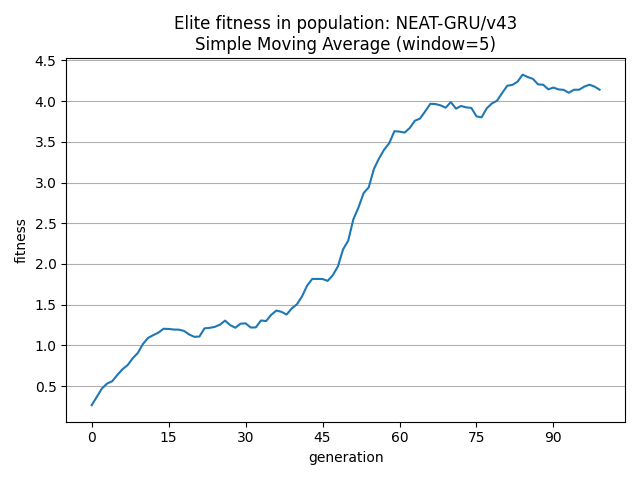 Elite fitness in population: NEAT-GRU/v43
Simple Moving Average (window=5)
4.5
4.0
3.5
3.0
2.5
2.0
1.5
1.0
0.5
fitness
0 15 30 45 60 75 90
generation